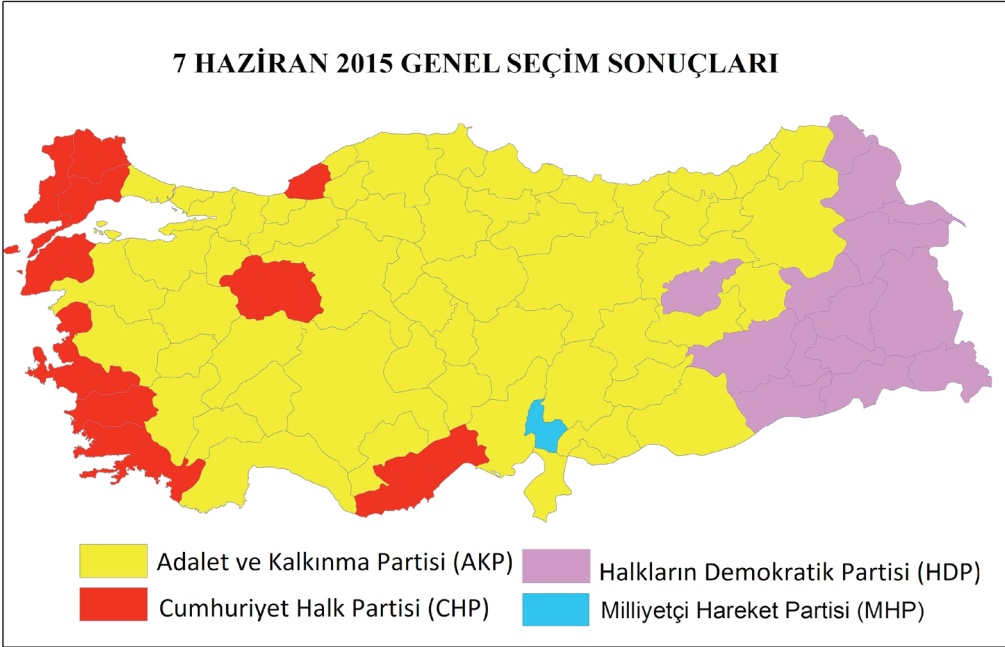 7 HAZİRAN 2015 GENEL SEÇİM SONUÇLARI
Adalet ve Kalkınma Partisi (AKP)
Cumhuriyet Halk Partisi (CHP)
Halkların Demokratik Partisi (HDP)
Milliyetçi Hareket Partisi (MHP)